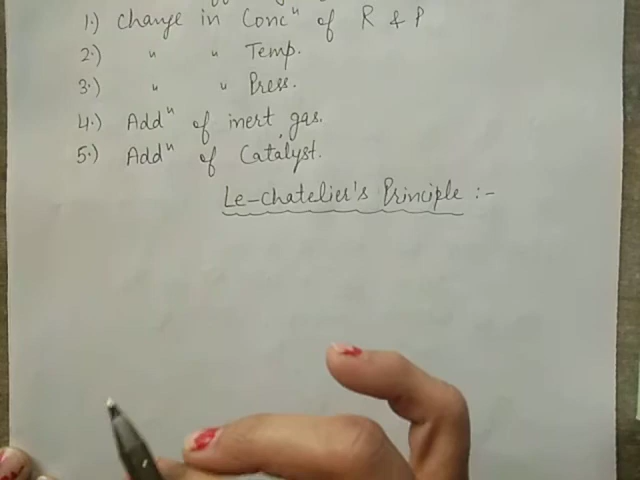 1.) Change in Concⁿ of R & P
2.) " " Temp.
3.) " " Press.
4.) Addⁿ of inert gas.
5.) Addⁿ of Catalyst.
Le-chatelier's Principle :-